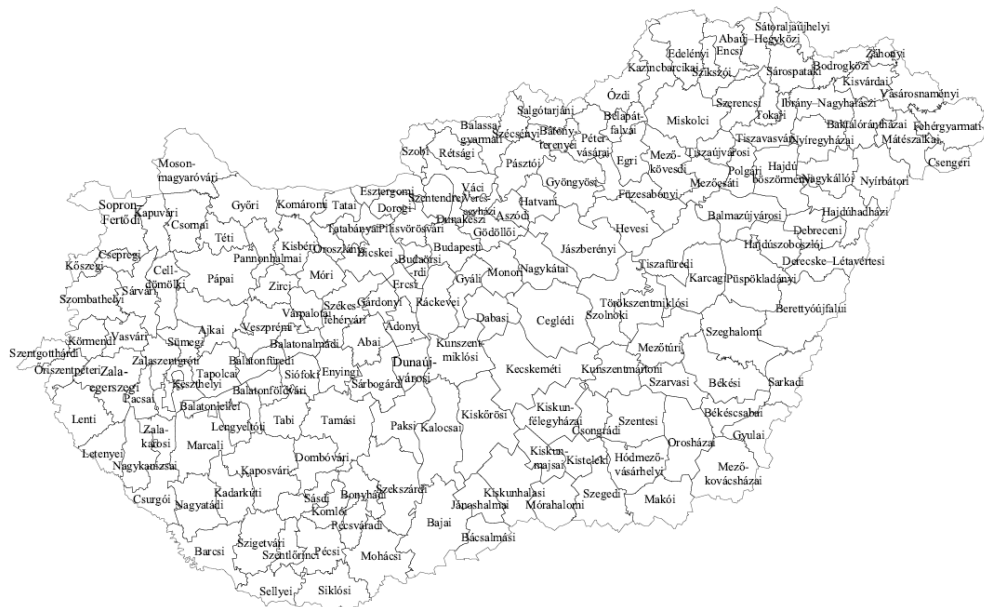 Sátoraljaújhelyi
Abaúj–Hegyközi
Edelényi
Encsi
Záhonyi
Kazincbarcikai
Szikszói
Sárospataki
Bodrogközi
Kisvárdai
Ózdi
Vásárosnaményi
Salgótarjáni
Szerencsi
Ibrány–Nagyhalászi
Bélapát-
falvai
Miskolci
Tokaji
Baktalórántházai
Fehérgyarmati
Balassa-
gyarmati
Szécsényi
Bátony-
terenyei
Péter-
vásárai
Tiszavasvári
Nyíregyházai
Mátészalkai
Szobi
Rétsági
Pásztói
Egri
Mező-
kövesdi
Tiszaújvárosi
Csengeri
Moson-
magyaróvári
Polgári
Hajdú
böszörményi
Nagykállói
Nyírbátori
Gyöngyösi
Füzesabonyi
Mezőcsáti
Esztergomi
Váci
Veres-
egyházi
Szentendrei
Hatvani
Sopron–
Fertődi
Kapuvári
Győri
Komáromi
Tatai
Dorogi
Dunakeszi
Aszódi
Balmazújvárosi
Hajdúhadházi
Csornai
Téti
Tatabányai
Pilisvörösvári
Gödöllői
Hevesi
Debreceni
Csepregi
Kisbéri
Oroszlányi
Bicskei
Budapest
Jászberényi
Hajdúszoboszlói
Kőszegi
Cell-
dömölki
Pannonhalmai
Budaörsi
Derecske–Létavértesi
Pápai
Móri
Érdi
Gyáli
Monori
Nagykátai
Tiszafüredi
Karcagi
Püspökladányi
Szombathelyi
Sárvári
Zirci
Ercsi
Székes-
fehérvári
Gárdonyi
Ráckevei
Törökszentmiklósi
Berettyóújfalui
Várpalotai
Dabasi
Ceglédi
Szolnoki
Körmendi
Vasvári
Ajkai
Veszprémi
Adonyi
Szeghalomi
Szentgotthárdi
Sümegi
Balatonalmádi
Abai
Kunszent-
miklósi
Mezőtúri
Őriszentpéteri
Zalaszentgróti
Balatonfüredi
Dunaúj-
városi
Zala-
egerszegi
Tapolcai
Siófoki
Enyingi
Kecskeméti
Kunszentmártoni
Keszthelyi
Sárbogárdi
Szarvasi
Békési
Sarkadi
Pacsai
Balatonföldvári
Lenti
Balatonlellei
Kiskőrösi
Kiskun-
félegyházai
Békéscsabai
Zala-
karosi
Lengyeltóti
Tabi
Tamási
Paksi
Kalocsai
Szentesi
Csongrádi
Gyulai
Letenyei
Marcali
Orosházai
Nagykanizsai
Dombóvári
Kiskun-
majsai
Kisteleki
Hódmező-
vásárhelyi
Mező-
kovácsházai
Kaposvári
Csurgói
Kadarkúti
Sásdi
Bonyhádi
Szekszárdi
Kiskunhalasi
Szegedi
Makói
Nagyatádi
Komlói
Jánoshalmai
Mórahalomi
Bajai
Pécsváradi
Barcsi
Szigetvári
Szentlőrinci
Pécsi
Mohácsi
Bácsalmási
Sellyei
Siklósi